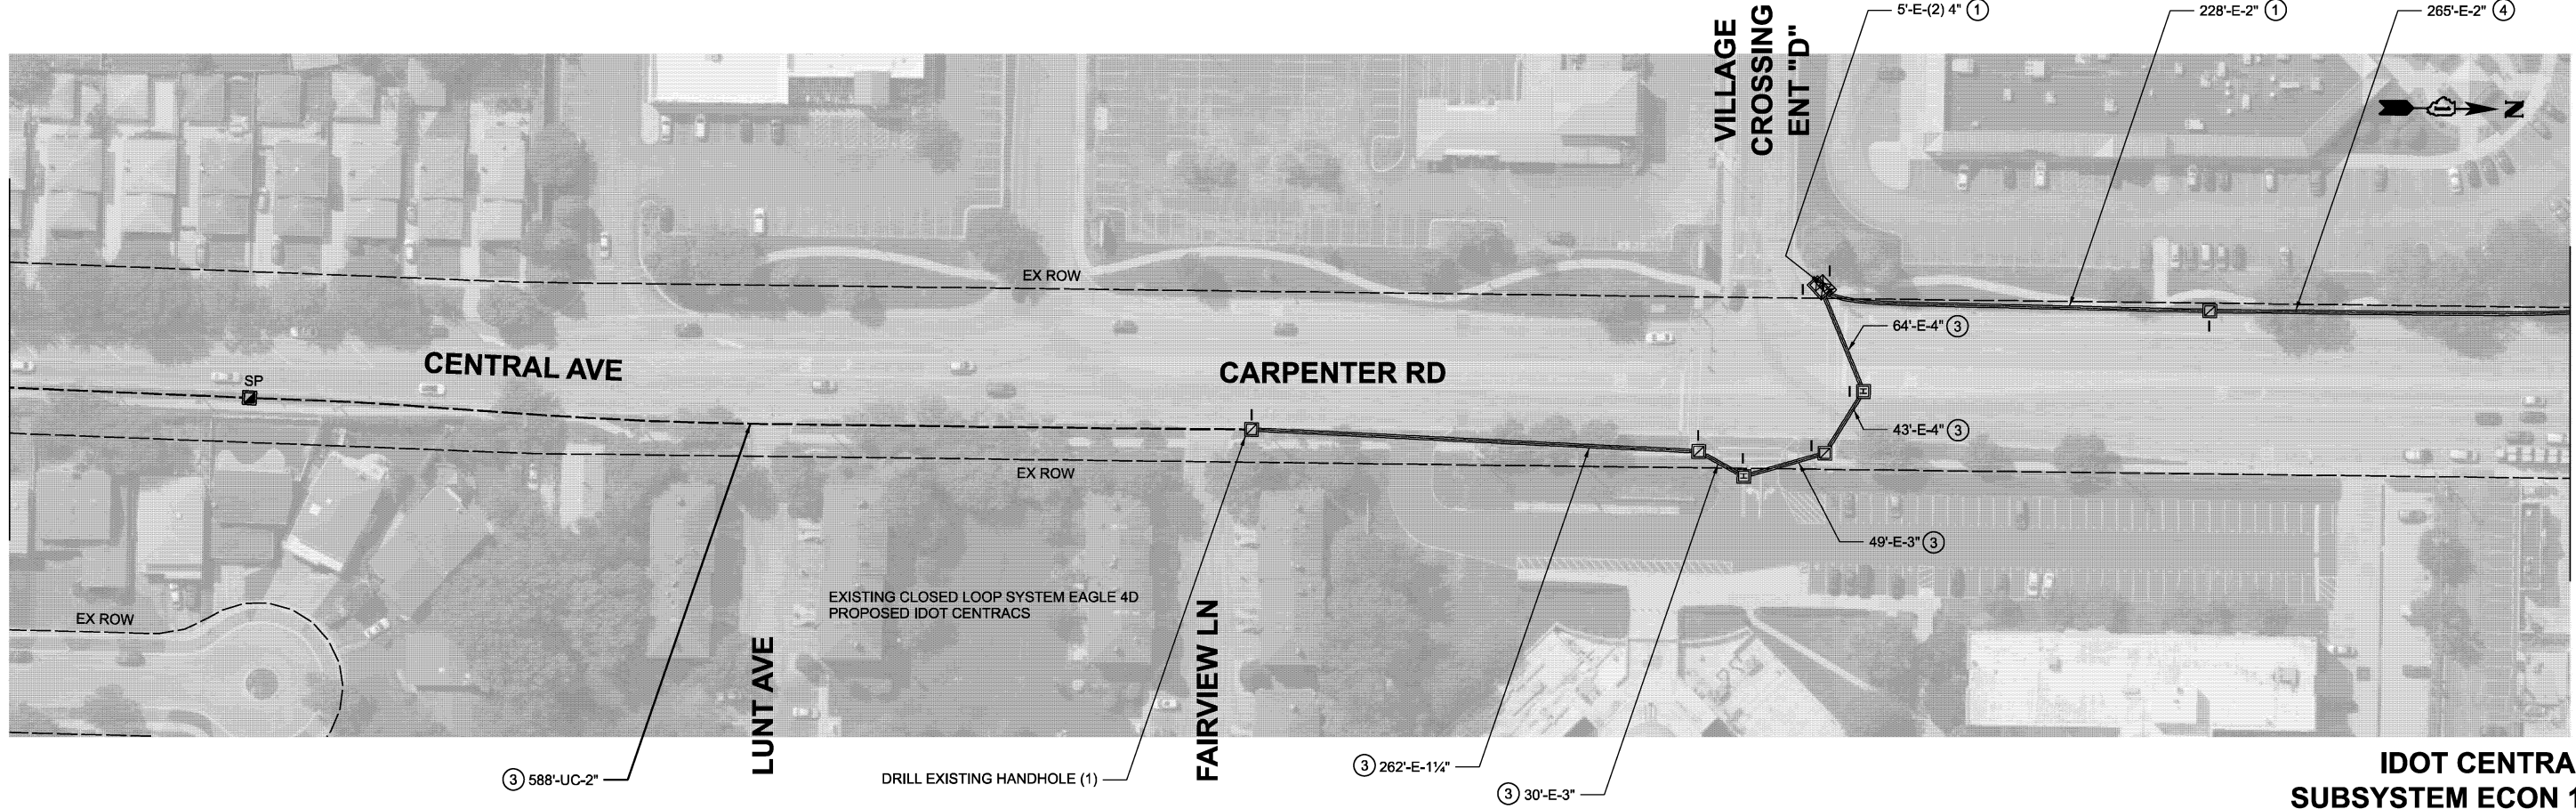 VILLAGE
CROSSING
ENT "D"
5'-E-(2) 4" 1
228'-E-2" 1
265'-E-2" 4
N
EX ROW
I
I
I
64'-E-4" 3
CENTRAL AVE
CARPENTER RD
SP
H
I
43'-E-4" 3
I
I
I
I
H
EX ROW
49'-E-3" 3
EXISTING CLOSED LOOP SYSTEM EAGLE 4D
PROPOSED IDOT CENTRACS
EX ROW
LUNT AVE
FAIRVIEW LN
3 588'-UC-2"
DRILL EXISTING HANDHOLE (1)
3 262'-E-1¼"
3 30'-E-3"
IDOT CENTRA
SUBSYSTEM ECON 1